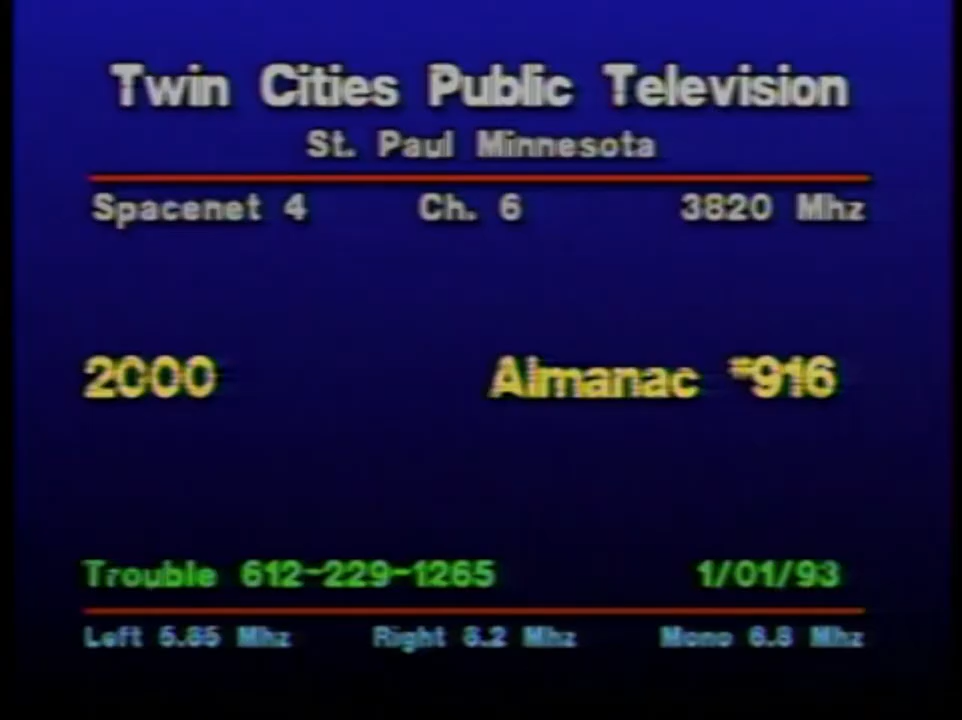 Twin Cities Public Television
St. Paul Minnesota
Spacenet 4 Ch. 6 3820 Mhz
2000 Almanac #916
Trouble 612-229-1265 1/01/93
Left 5.85 Mhz Right 6.2 Mhz Mono 6.8 Mhz